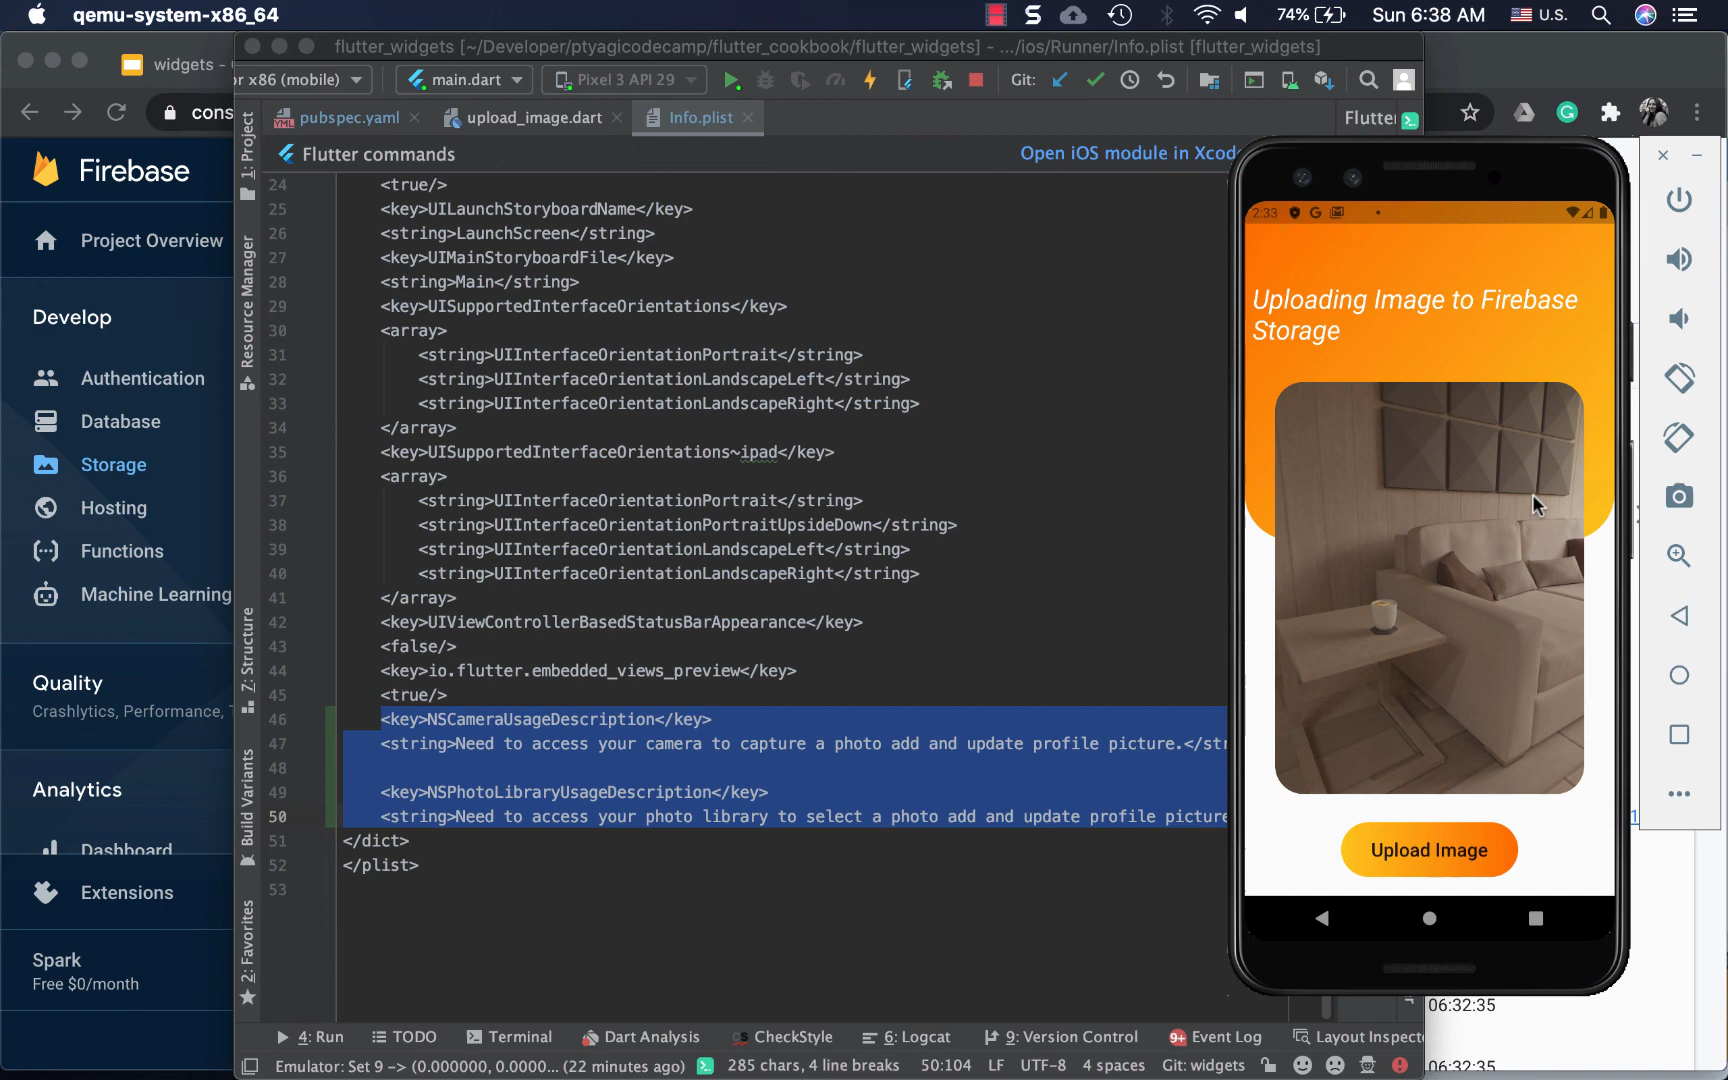 qemu-system-x86_64
74%
Sun 6:38 AM
U.S.
widgets -
cons
flutter_widgets [~/Developer/ptyagicodecamp/flutter_cookbook/flutter_widgets] - .../ios/Runner/Info.plist [flutter_widgets]
or x86 (mobile)
main.dart
Pixel 3 API 29
Git:
pubspec.yaml
upload_image.dart
Info.plist
Flutter
Flutter commands
Open iOS module in Xcod
Firebase
Project Overview
Develop
Authentication
Database
Storage
Hosting
Functions
Machine Learning
Quality
Crashlytics, Performance,
Analytics
Dashboard
Extensions
Spark
Free $0/month
1: Project
Resource Manager
Z: Structure
Build Variants
2: Favorites
24 <true/>
25 <key>UILaunchStoryboardName</key>
26 <string>LaunchScreen</string>
27 <key>UIMainStoryboardFile</key>
28 <string>Main</string>
29 <key>UISupportedInterfaceOrientations</key>
30 <array>
31 <string>UIInterfaceOrientationPortrait</string>
32 <string>UIInterfaceOrientationLandscapeLeft</string>
33 <string>UIInterfaceOrientationLandscapeRight</string>
34 </array>
35 <key>UISupportedInterfaceOrientations~ipad</key>
36 <array>
37 <string>UIInterfaceOrientationPortrait</string>
38 <string>UIInterfaceOrientationPortraitUpsideDown</string>
39 <string>UIInterfaceOrientationLandscapeLeft</string>
40 <string>UIInterfaceOrientationLandscapeRight</string>
41 </array>
42 <key>UIViewControllerBasedStatusBarAppearance</key>
43 <false/>
44 <key>io.flutter.embedded_views_preview</key>
45 <true/>
46 <key>NSCameraUsageDescription</key>
47 <string>Need to access your camera to capture a photo add and update profile picture.</str
48
49 <key>NSPhotoLibraryUsageDescription</key>
50 <string>Need to access your photo library to select a photo add and update profile picture
51 </dict>
52 </plist>
53
2:33
Uploading Image to Firebase
Storage
Upload Image
06:32:35
06:32:35
4: Run
TODO
Terminal
Dart Analysis
CheckStyle
6: Logcat
9: Version Control
9+ Event Log
Layout Inspect
Emulator: Set 9 -> (0.000000, 0.0000... (22 minutes ago)
285 chars, 4 line breaks
50:104
LF
UTF-8
4 spaces
Git: widgets